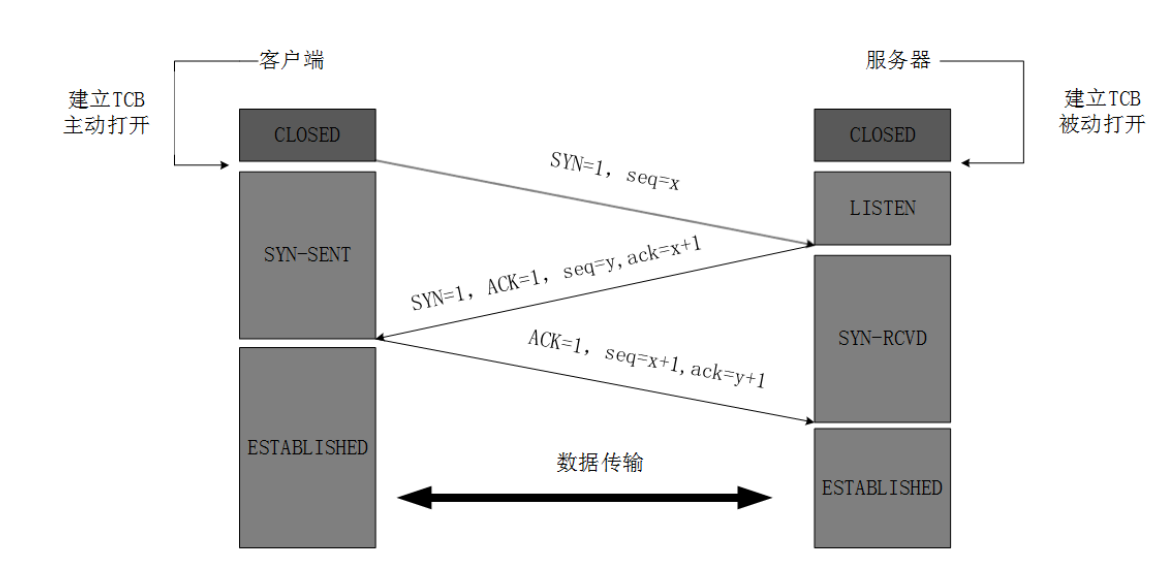 客户端
服务器
建立TCB
主动打开
建立TCB
被动打开
CLOSED
CLOSED
SYN=1, seq=x
LISTEN
SYN-SENT
SYN=1, ACK=1, seq=y,ack=x+1
SYN-RCVD
ACK=1, seq=x+1,ack=y+1
ESTABLISHED
数据传输
ESTABLISHED